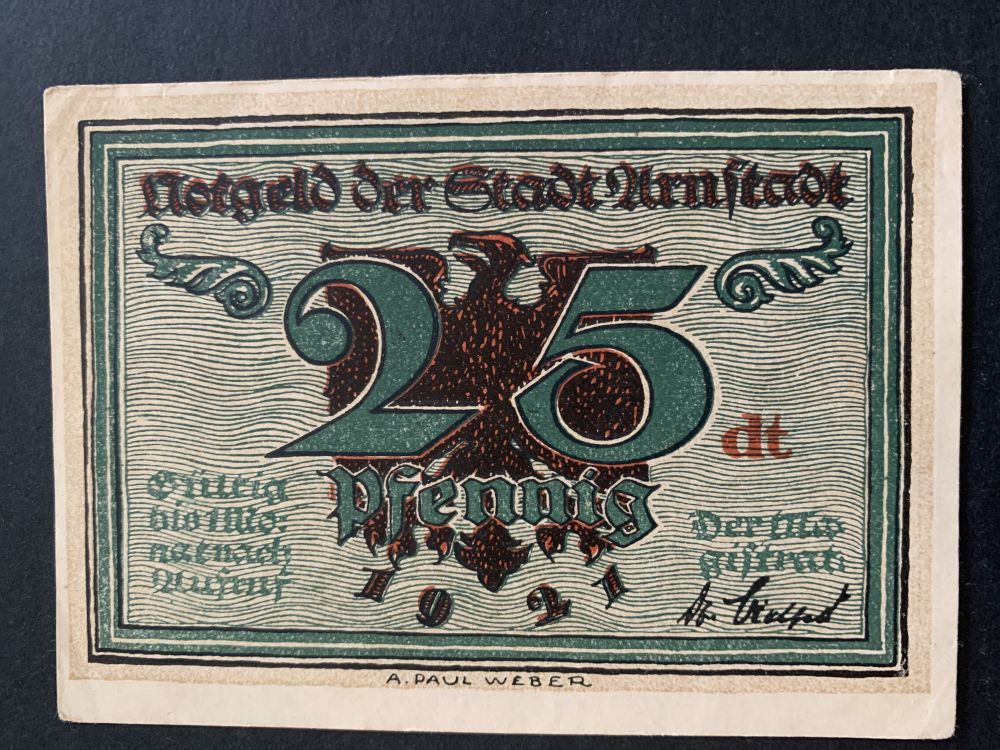 Notgeld der Stadt Arnstadt
25
dt
Pfennig
Gültig
bis 1 Mo-
nat nach
Aufruf
Der Ma-
gistrat:
1921
A. PAUL WEBER